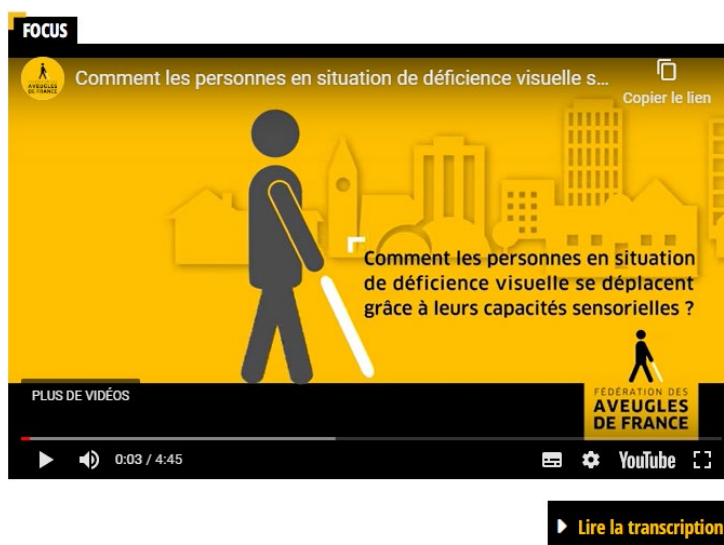 FOCUS
AVEUGLES
DE FRANCE
Comment les personnes en situation de déficience visuelle s...
Copier le lien
Comment les personnes en situation
de déficience visuelle se déplacent
grâce à leurs capacités sensorielles ?
PLUS DE VIDÉOS
FÉDÉRATION DES
AVEUGLES
DE FRANCE
0:03 / 4:45
YouTube
Lire la transcription